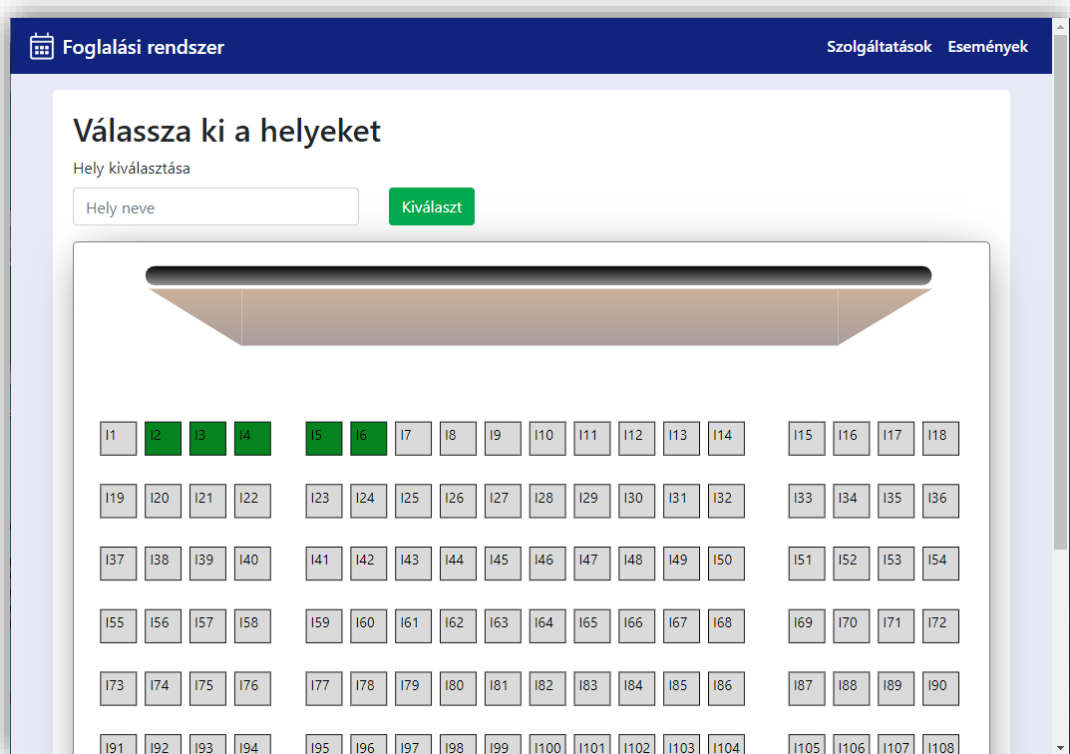 Foglalási rendszer Szolgáltatások Események
Válassza ki a helyeket
Hely kiválasztása
Hely neve Kiválaszt
I1 I2 I3 I4 I5 I6 I7 I8 I9 I10 I11 I12 I13 I14 I15 I16 I17 I18
I19 I20 I21 I22 I23 I24 I25 I26 I27 I28 I29 I30 I31 I32 I33 I34 I35 I36
I37 I38 I39 I40 I41 I42 I43 I44 I45 I46 I47 I48 I49 I50 I51 I52 I53 I54
I55 I56 I57 I58 I59 I60 I61 I62 I63 I64 I65 I66 I67 I68 I69 I70 I71 I72
I73 I74 I75 I76 I77 I78 I79 I80 I81 I82 I83 I84 I85 I86 I87 I88 I89 I90
I91 I92 I93 I94 I95 I96 I97 I98 I99 I100 I101 I102 I103 I104 I105 I106 I107 I108